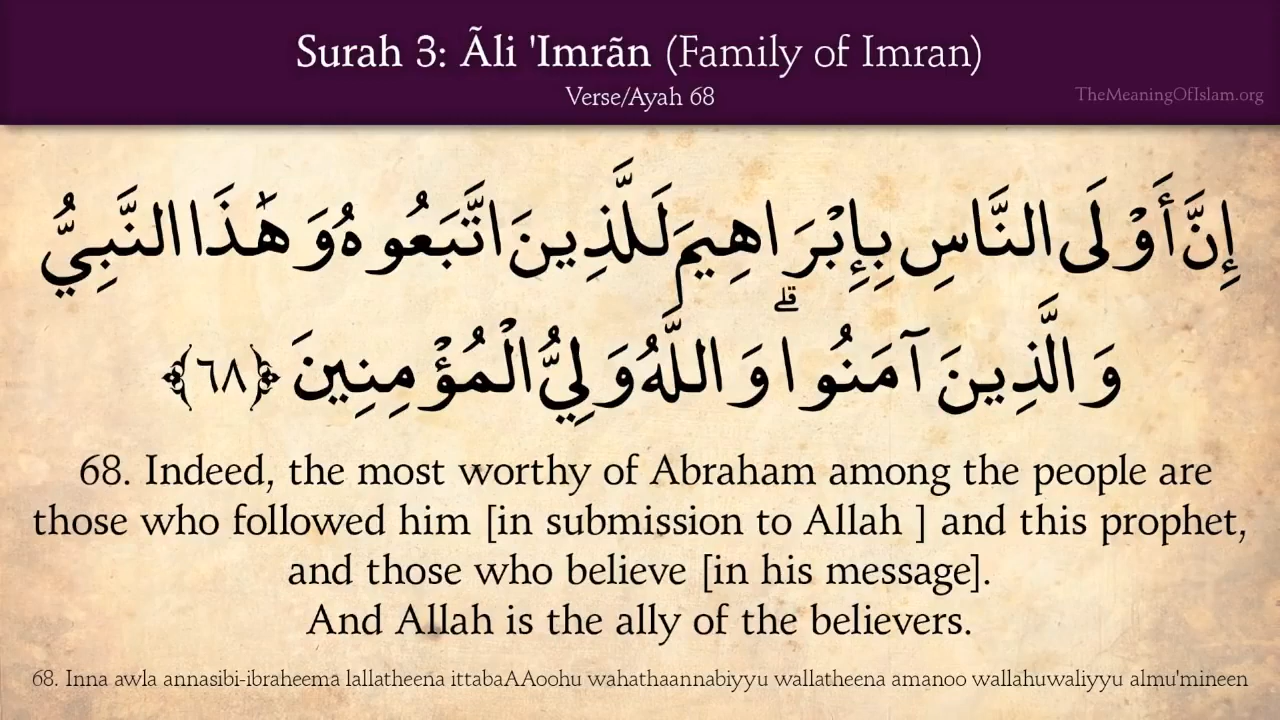 Surah 3: Ãli 'Imrãn (Family of Imran)
Verse/Ayah 68
TheMeaningOfIslam.org
إِنَّ أَوْلَى النَّاسِ بِإِبْرَاهِيمَ لَلَّذِينَ اتَّبَعُوهُ وَهَٰذَا النَّبِيُّ
وَالَّذِينَ آمَنُوا ۗ وَاللَّهُ وَلِيُّ الْمُؤْمِنِينَ ﴿٦٨﴾
68. Indeed, the most worthy of Abraham among the people are
those who followed him [in submission to Allah ] and this prophet,
and those who believe [in his message].
And Allah is the ally of the believers.
68. Inna awla annasibi-ibraheema lallatheena ittabaAAoohu wahathaannabiyyu wallatheena amanoo wallahuwaliyyu almu'mineen